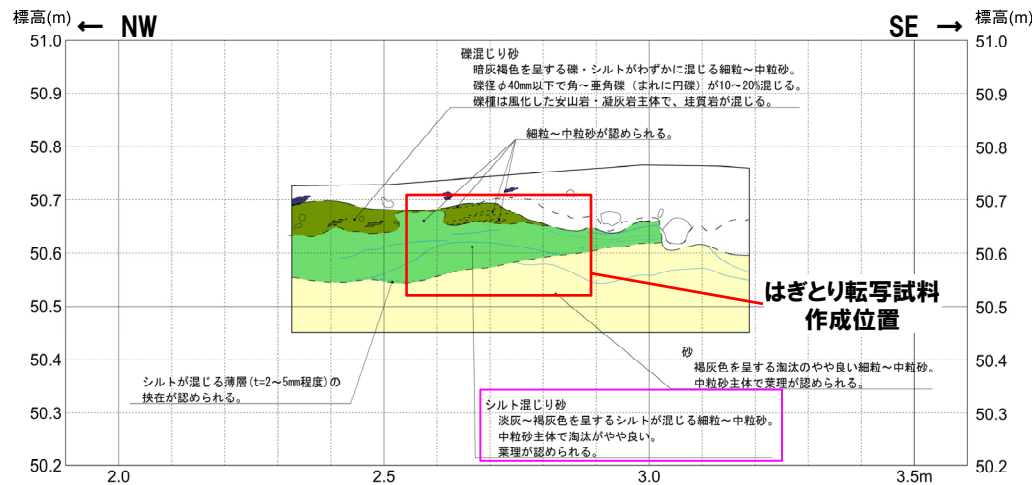 標高(m)
← NW
SE →
標高(m)
51.0
50.9
50.8
50.7
50.6
50.5
50.4
50.3
50.2
51.0
50.9
50.8
50.7
50.6
50.5
50.4
50.3
50.2
礫混じり砂
暗灰褐色を呈する礫・シルトがわずかに混じる細粒～中粒砂。
礫径φ40mm以下で角～亜角礫（まれに円礫）が10～20%混じる。
礫種は風化した安山岩・凝灰岩主体で、珪質岩が混じる。
細粒～中粒砂が認められる。
はぎとり転写試料
作成位置
シルトが混じる薄層(t=2～5mm程度)の
挟在が認められる。
砂
褐灰色を呈する淘汰のやや良い細粒～中粒砂。
中粒砂主体で葉理が認められる。
シルト混じり砂
淡灰～褐灰色を呈するシルトが混じる細粒～中粒砂。
中粒砂主体で淘汰がやや良い。
葉理が認められる。
2.0
2.5
3.0
3.5m